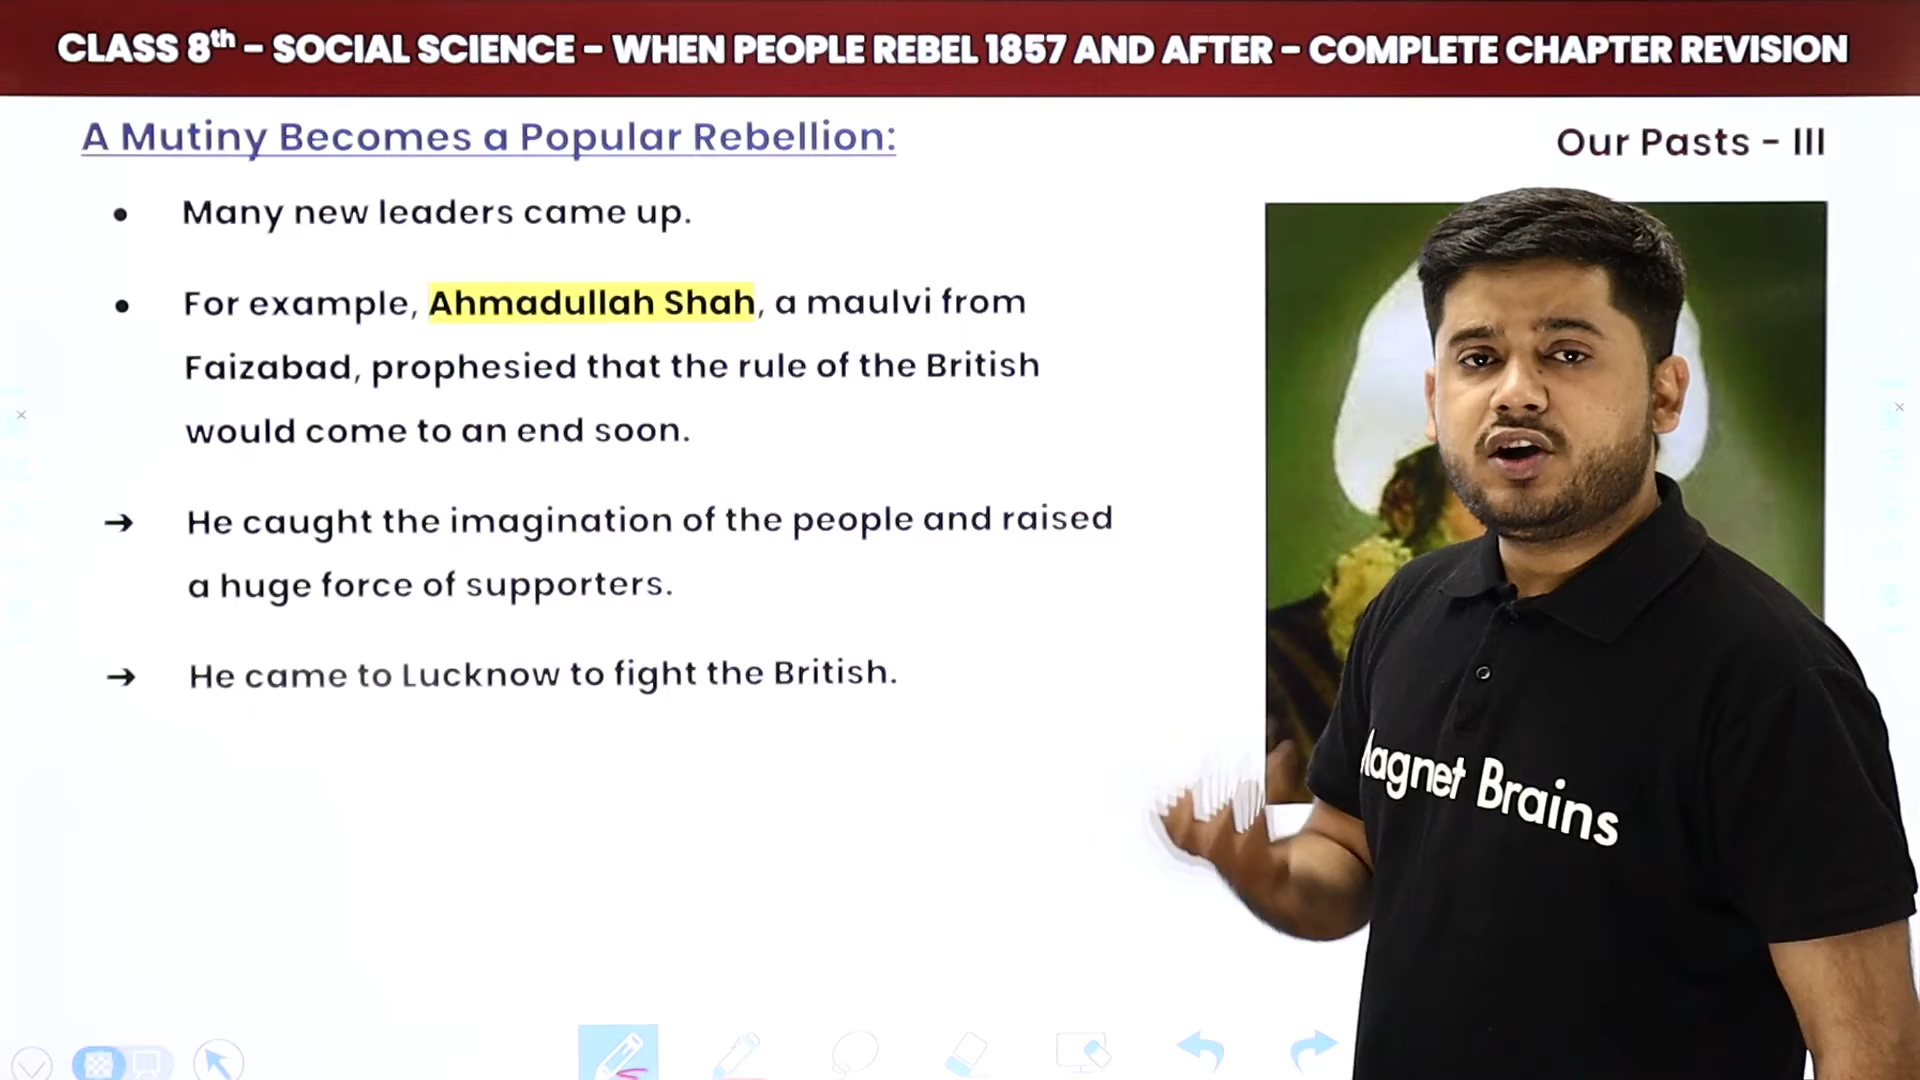 CLASS 8th – SOCIAL SCIENCE – WHEN PEOPLE REBEL 1857 AND AFTER – COMPLETE CHAPTER REVISION
A Mutiny Becomes a Popular Rebellion:
Our Pasts - III
• Many new leaders came up.
• For example, Ahmadullah Shah, a maulvi from
Faizabad, prophesied that the rule of the British
would come to an end soon.
→ He caught the imagination of the people and raised
a huge force of supporters.
→ He came to Lucknow to fight the British.
Magnet Brains